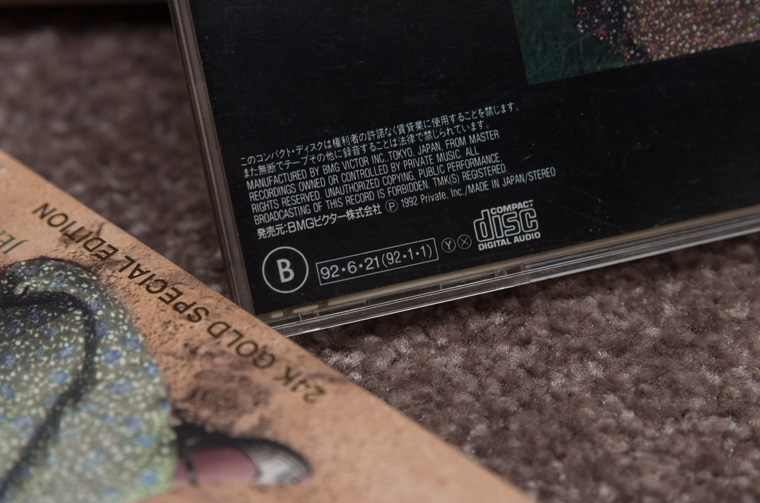 このコンパクト・ディスクは権利者の許諾なく賃貸業に使用することを禁じます。
また無断でテープその他に録音することは法律で禁じられています。
MANUFACTURED BY BMG VICTOR INC. TOKYO, JAPAN, FROM MASTER
RECORDINGS OWNED OR CONTROLLED BY PRIVATE MUSIC. ALL
RIGHTS RESERVED. UNAUTHORIZED COPYING, PUBLIC PERFORMANCE,
BROADCASTING OF THIS RECORD IS FORBIDDEN. TMK(S) REGISTERED.
発売元:BMGビクター株式会社 Ⓟ 1992 Private, Inc./MADE IN JAPAN/STEREO
B
92・6・21(92・1・1)
Ⓨ Ⓧ
COMPACT
disc
DIGITAL AUDIO
24K GOLD SPECIAL EDITION